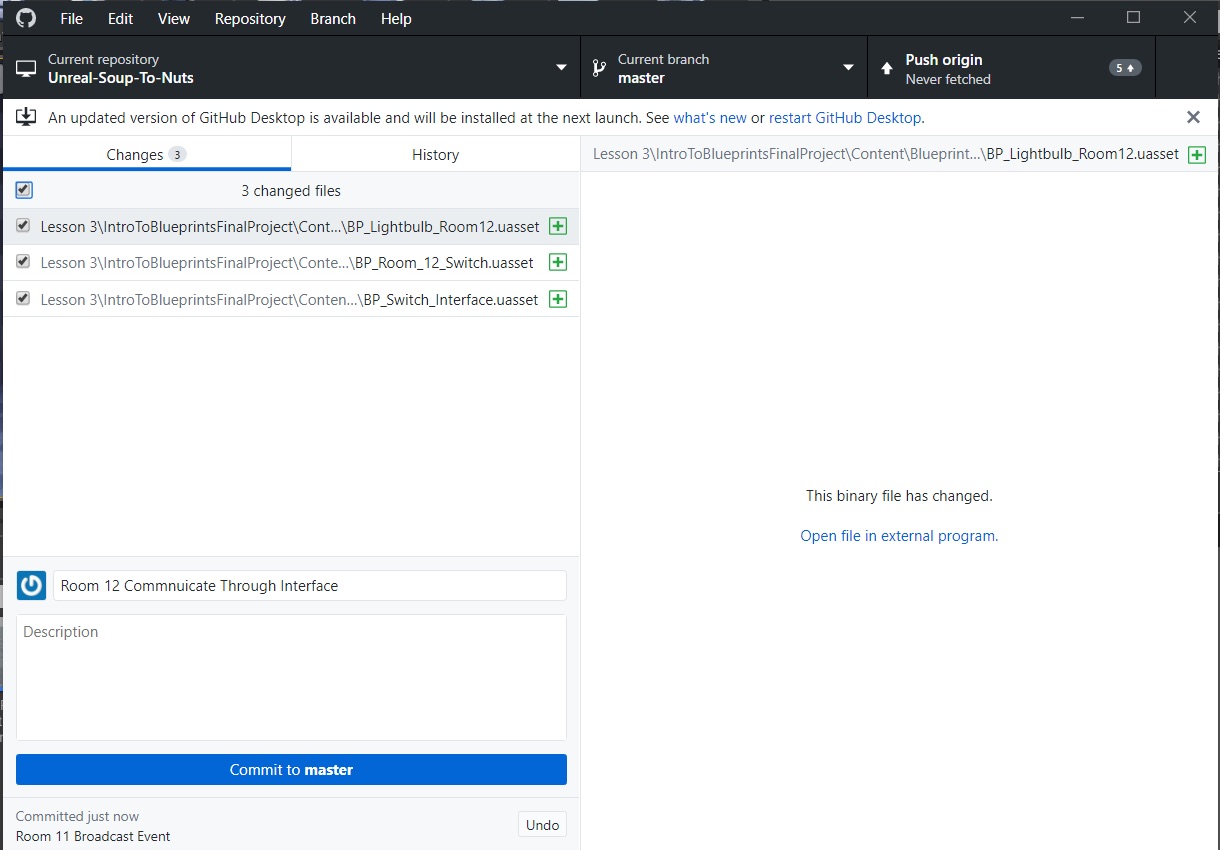 File Edit View Repository Branch Help
Current repository
Unreal-Soup-To-Nuts
Current branch
master
Push origin
Never fetched
5
An updated version of GitHub Desktop is available and will be installed at the next launch. See what's new or restart GitHub Desktop.
Changes 3
History
Lesson 3\IntroToBlueprintsFinalProject\Content\Blueprint...\BP_Lightbulb_Room12.uasset
3 changed files
Lesson 3\IntroToBlueprintsFinalProject\Cont...\BP_Lightbulb_Room12.uasset
Lesson 3\IntroToBlueprintsFinalProject\Conte...\BP_Room_12_Switch.uasset
Lesson 3\IntroToBlueprintsFinalProject\Conten...\BP_Switch_Interface.uasset
This binary file has changed.
Open file in external program.
Room 12 Commnuicate Through Interface
Description
Commit to master
Committed just now
Room 11 Broadcast Event
Undo